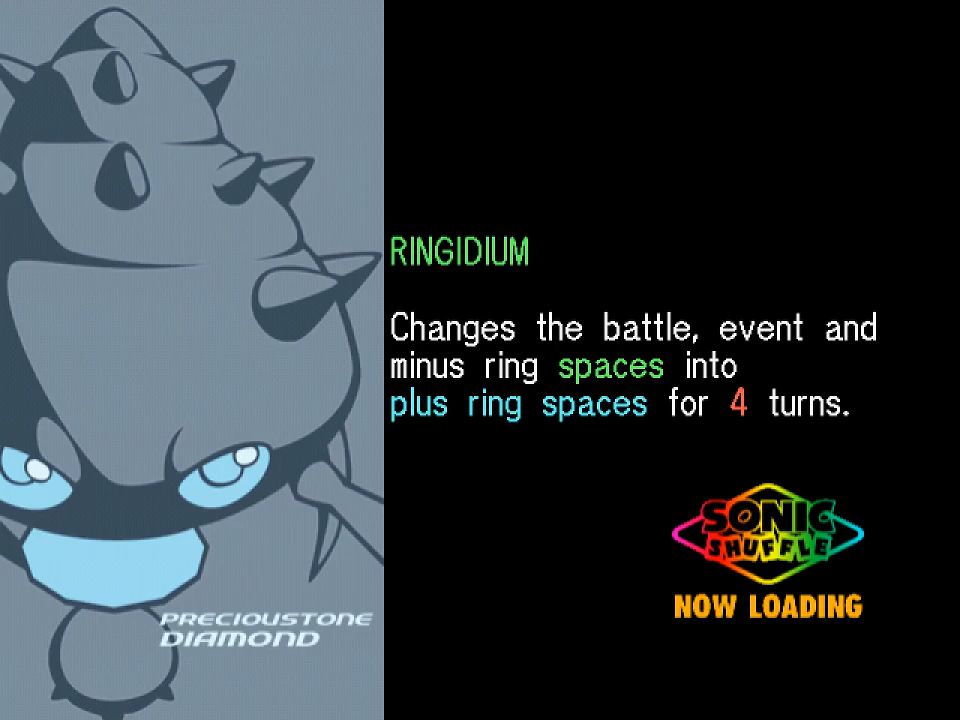 RINGIDIUM
Changes the battle, event and
minus ring spaces into
plus ring spaces for 4 turns.
SONIC
SHUFFLE
NOW LOADING
PRECIOUSTONE
DIAMOND